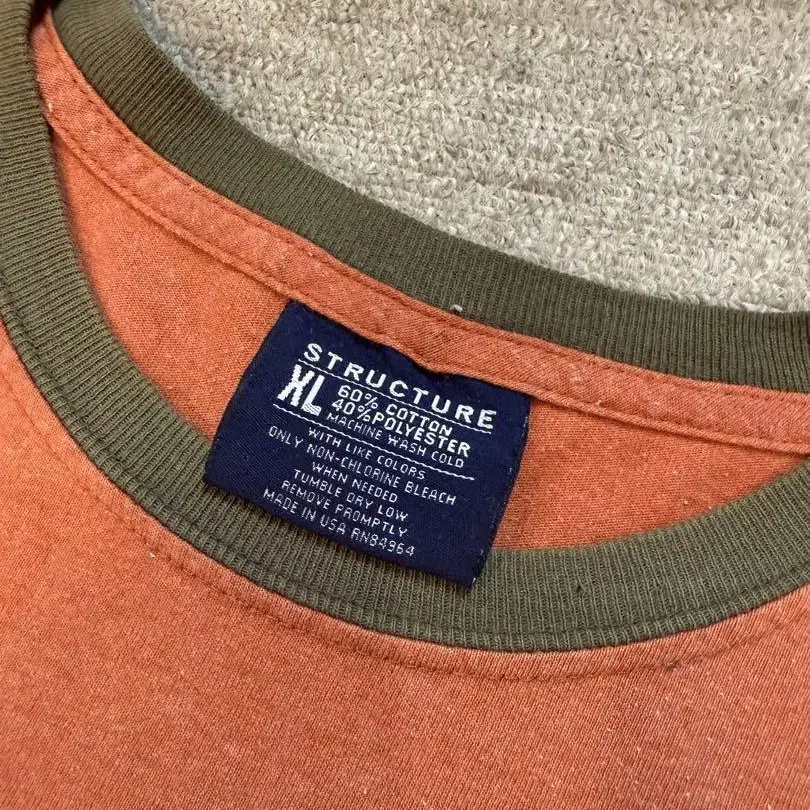 STRUCTURE
XL 60% COTTON
40% POLYESTER
MACHINE WASH COLD
WITH LIKE COLORS
ONLY NON-CHLORINE BLEACH
WHEN NEEDED
TUMBLE DRY LOW
REMOVE PROMPTLY
MADE IN USA RN84964